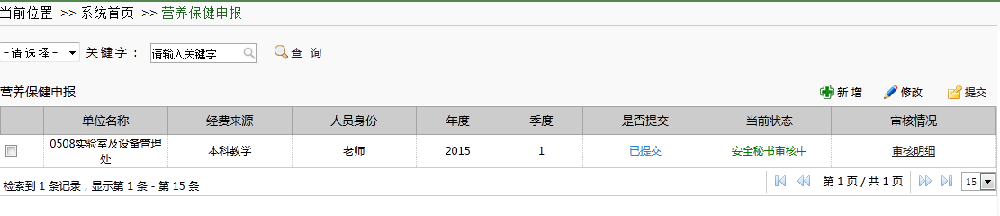 当前位置 >> 系统首页 >> 营养保健申报
-请选择- 关键字： 请输入关键字 查 询
营养保健申报 新增 修改 提交
单位名称 经费来源 人员身份 年度 季度 是否提交 当前状态 审核情况
0508实验室及设备管理处 本科教学 老师 2015 1 已提交 安全秘书审核中 审核明细
检索到 1 条记录，显示第 1 条 - 第 15 条 第 1 页 / 共 1 页 15